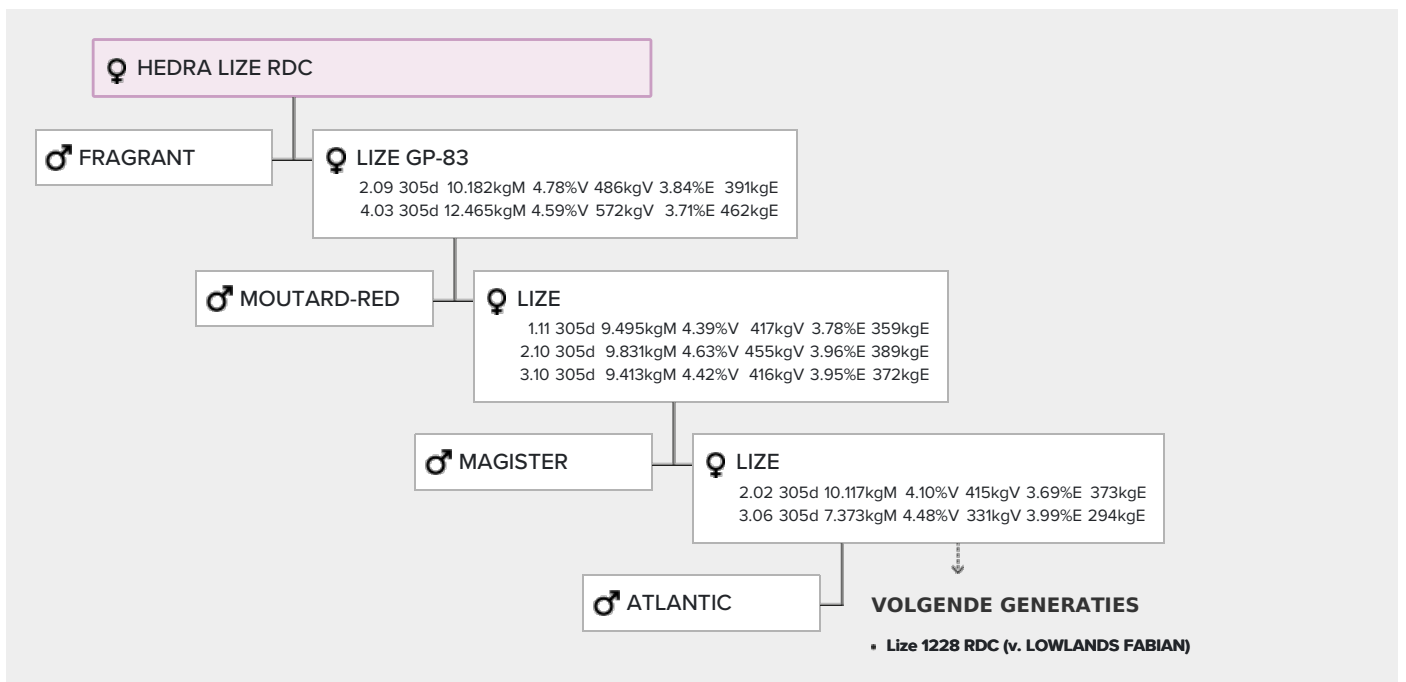 HEDRA LIZE RDC
FRAGRANT
LIZE GP-83
2.09 305d 10.182kgM 4.78%V 486kgV 3.84%E 391kgE
4.03 305d 12.465kgM 4.59%V 572kgV 3.71%E 462kgE
MOUTARD-RED
LIZE
1.11 305d 9.495kgM 4.39%V 417kgV 3.78%E 359kgE
2.10 305d 9.831kgM 4.63%V 455kgV 3.96%E 389kgE
3.10 305d 9.413kgM 4.42%V 416kgV 3.95%E 372kgE
MAGISTER
LIZE
2.02 305d 10.117kgM 4.10%V 415kgV 3.69%E 373kgE
3.06 305d 7.373kgM 4.48%V 331kgV 3.99%E 294kgE
ATLANTIC
VOLGENDE GENERATIES
• Lize 1228 RDC (v. LOWLANDS FABIAN)